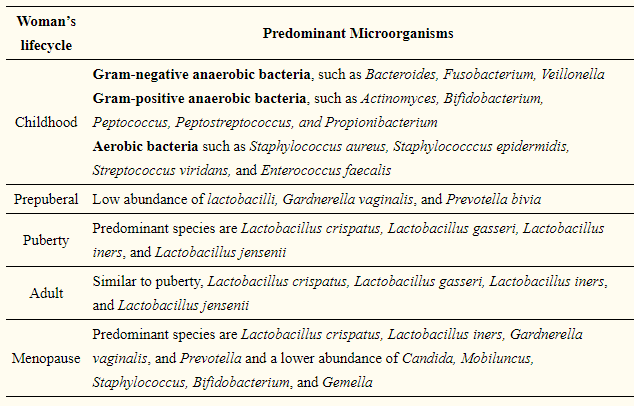 Woman's lifecycle
Predominant Microorganisms
Childhood
Gram-negative anaerobic bacteria, such as Bacteroides, Fusobacterium, Veillonella
Gram-positive anaerobic bacteria, such as Actinomyces, Bifidobacterium,
Peptococcus, Peptostreptococcus, and Propionibacterium
Aerobic bacteria such as Staphylococcus aureus, Staphylococccus epidermidis,
Streptococcus viridans, and Enterococcus faecalis
Prepuberal
Low abundance of lactobacilli, Gardnerella vaginalis, and Prevotella bivia
Puberty
Predominant species are Lactobacillus crispatus, Lactobacillus gasseri, Lactobacillus
iners, and Lactobacillus jensenii
Adult
Similar to puberty, Lactobacillus crispatus, Lactobacillus gasseri, Lactobacillus iners,
and Lactobacillus jensenii
Menopause
Predominant species are Lactobacillus crispatus, Lactobacillus iners, Gardnerella
vaginalis, and Prevotella and a lower abundance of Candida, Mobiluncus,
Staphylococcus, Bifidobacterium, and Gemella